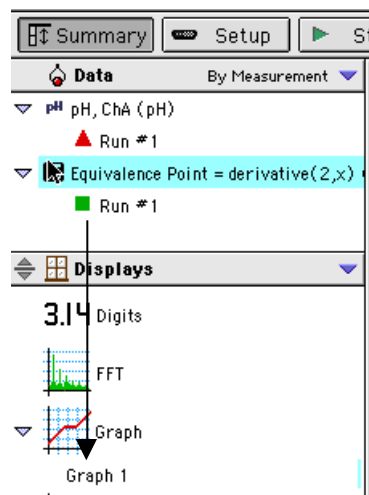 Summary Setup S
Data By Measurement
pH pH, ChA (pH)
Run #1
Equivalence Point = derivative(2,x)
Run #1
Displays
3.14 Digits
FFT
Graph
Graph 1